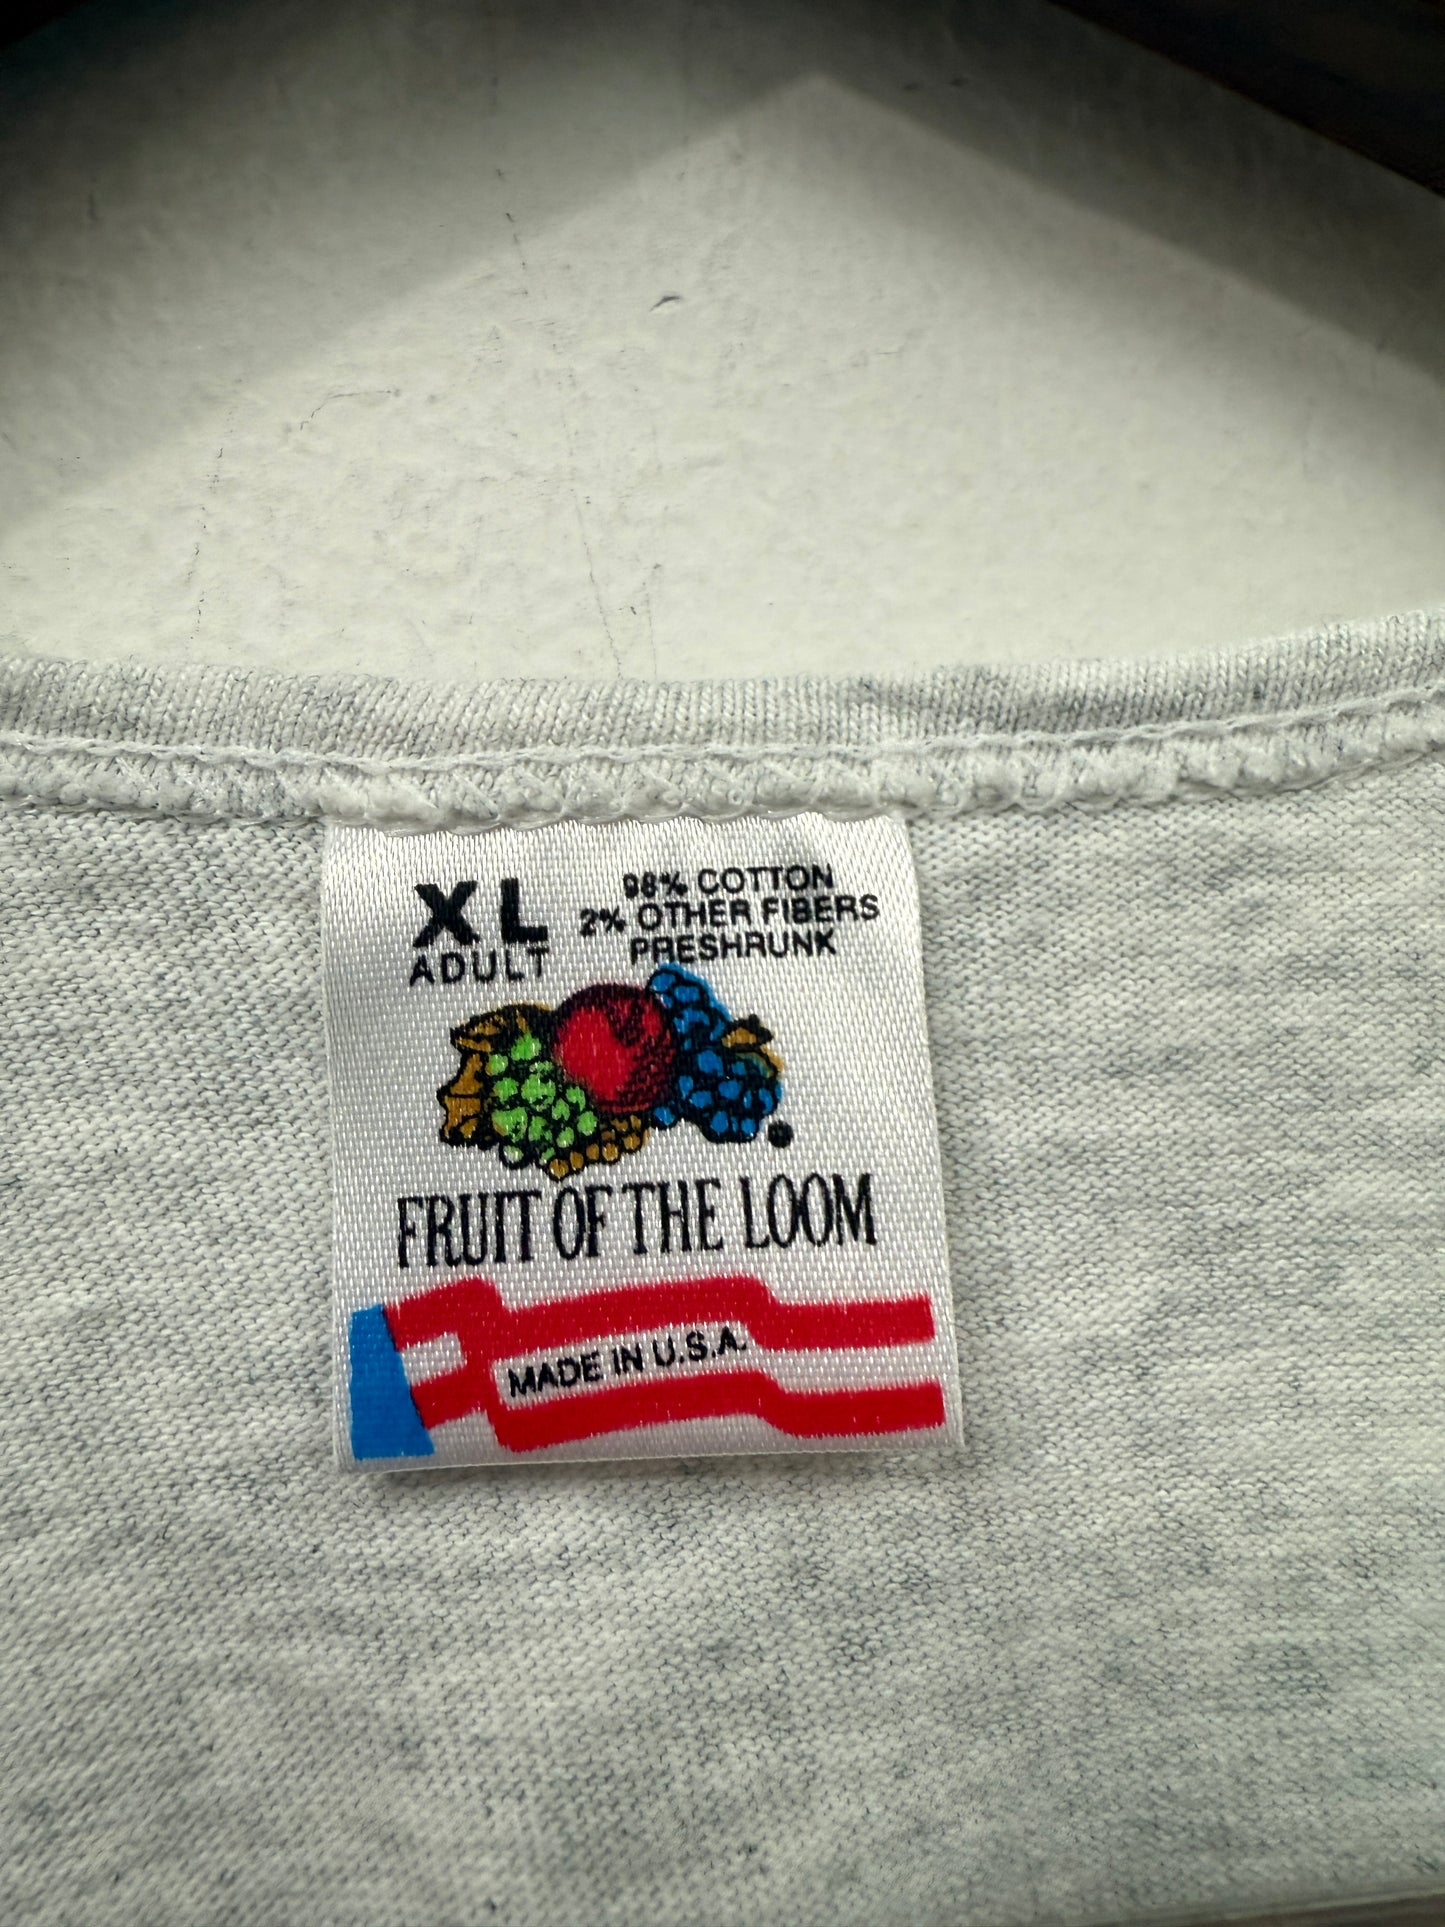 XL
ADULT
98% COTTON
2% OTHER FIBERS
PRESHRUNK
FRUIT OF THE LOOM
MADE IN U.S.A.